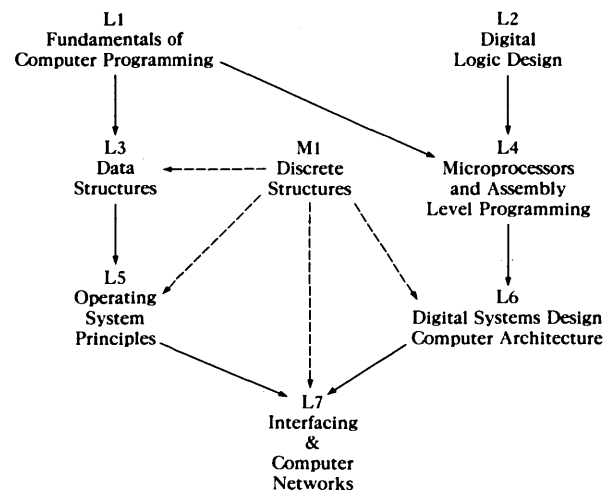 L1
Fundamentals of
Computer Programming
L2
Digital
Logic Design
L3
Data
Structures
M1
Discrete
Structures
L4
Microprocessors
and Assembly
Level Programming
L5
Operating
System
Principles
L6
Digital Systems Design
Computer Architecture
L7
Interfacing
&
Computer
Networks